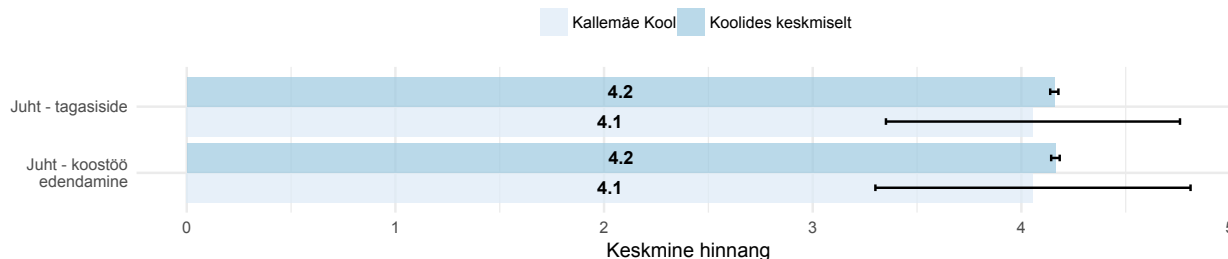 Kallemäe Kool Koolides keskmiselt
Juht - tagasiside
4.2
4.1
Juht - koostöö
edendamine
4.2
4.1
0 1 2 3 4 5
Keskmine hinnang